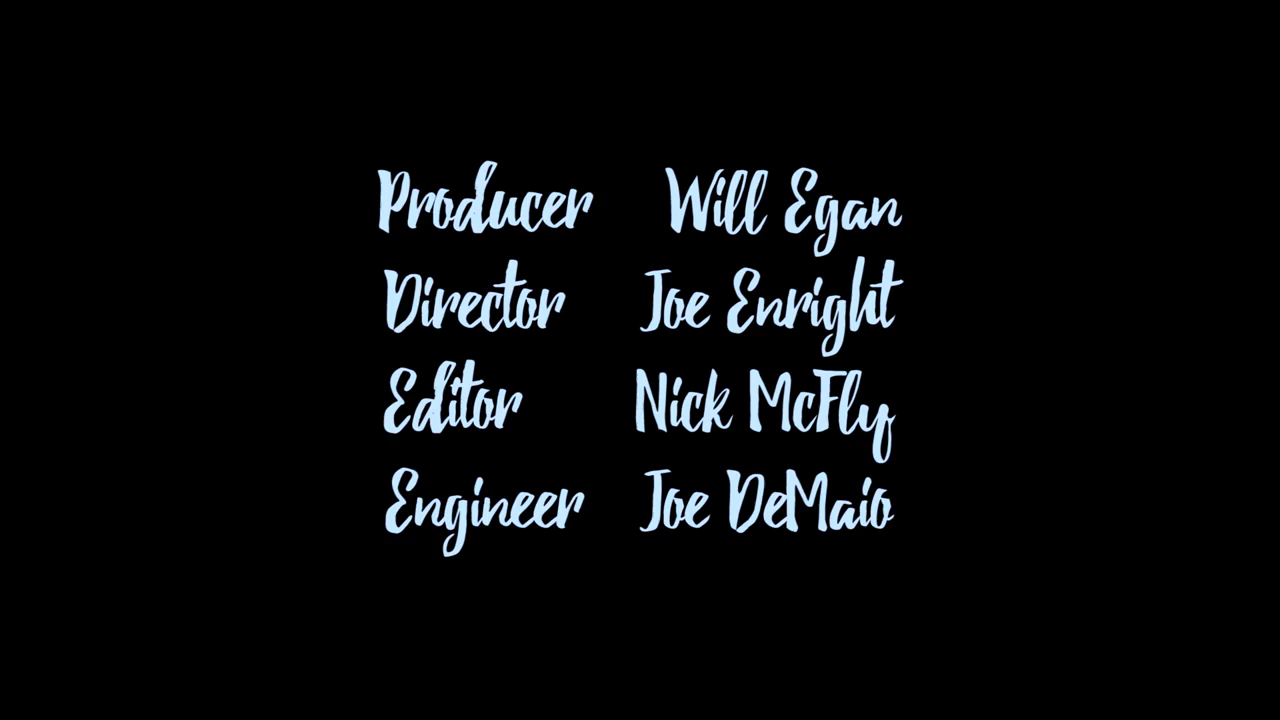 Producer Will Egan
Director Joe Enright
Editor Nick McFly
Engineer Joe DeMaio